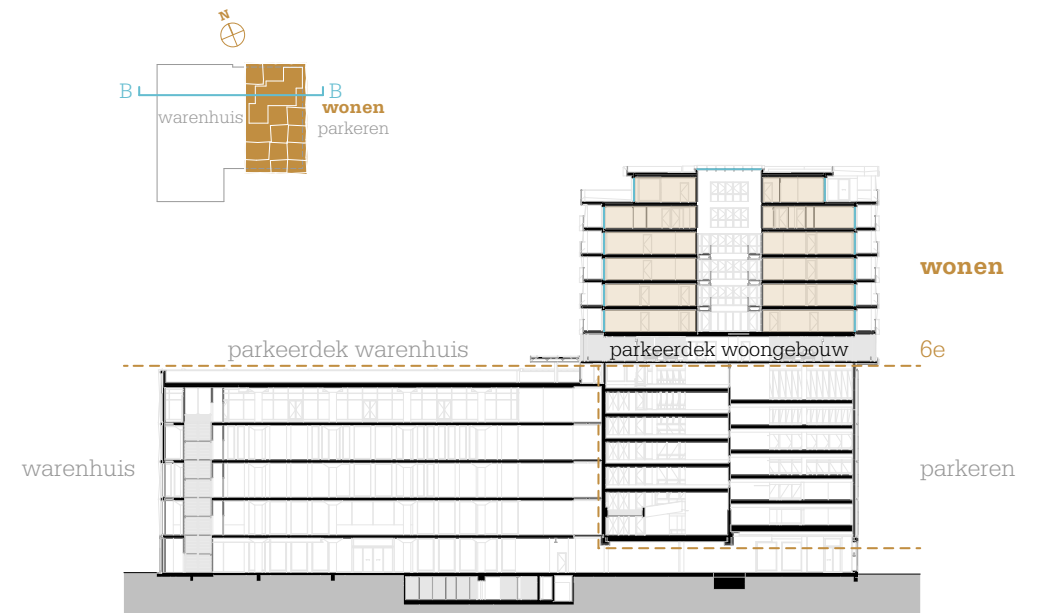 N
B B
warenhuis wonen
parkeren
wonen
parkeerdek warenhuis parkeerdek woongebouw 6e
warenhuis parkeren